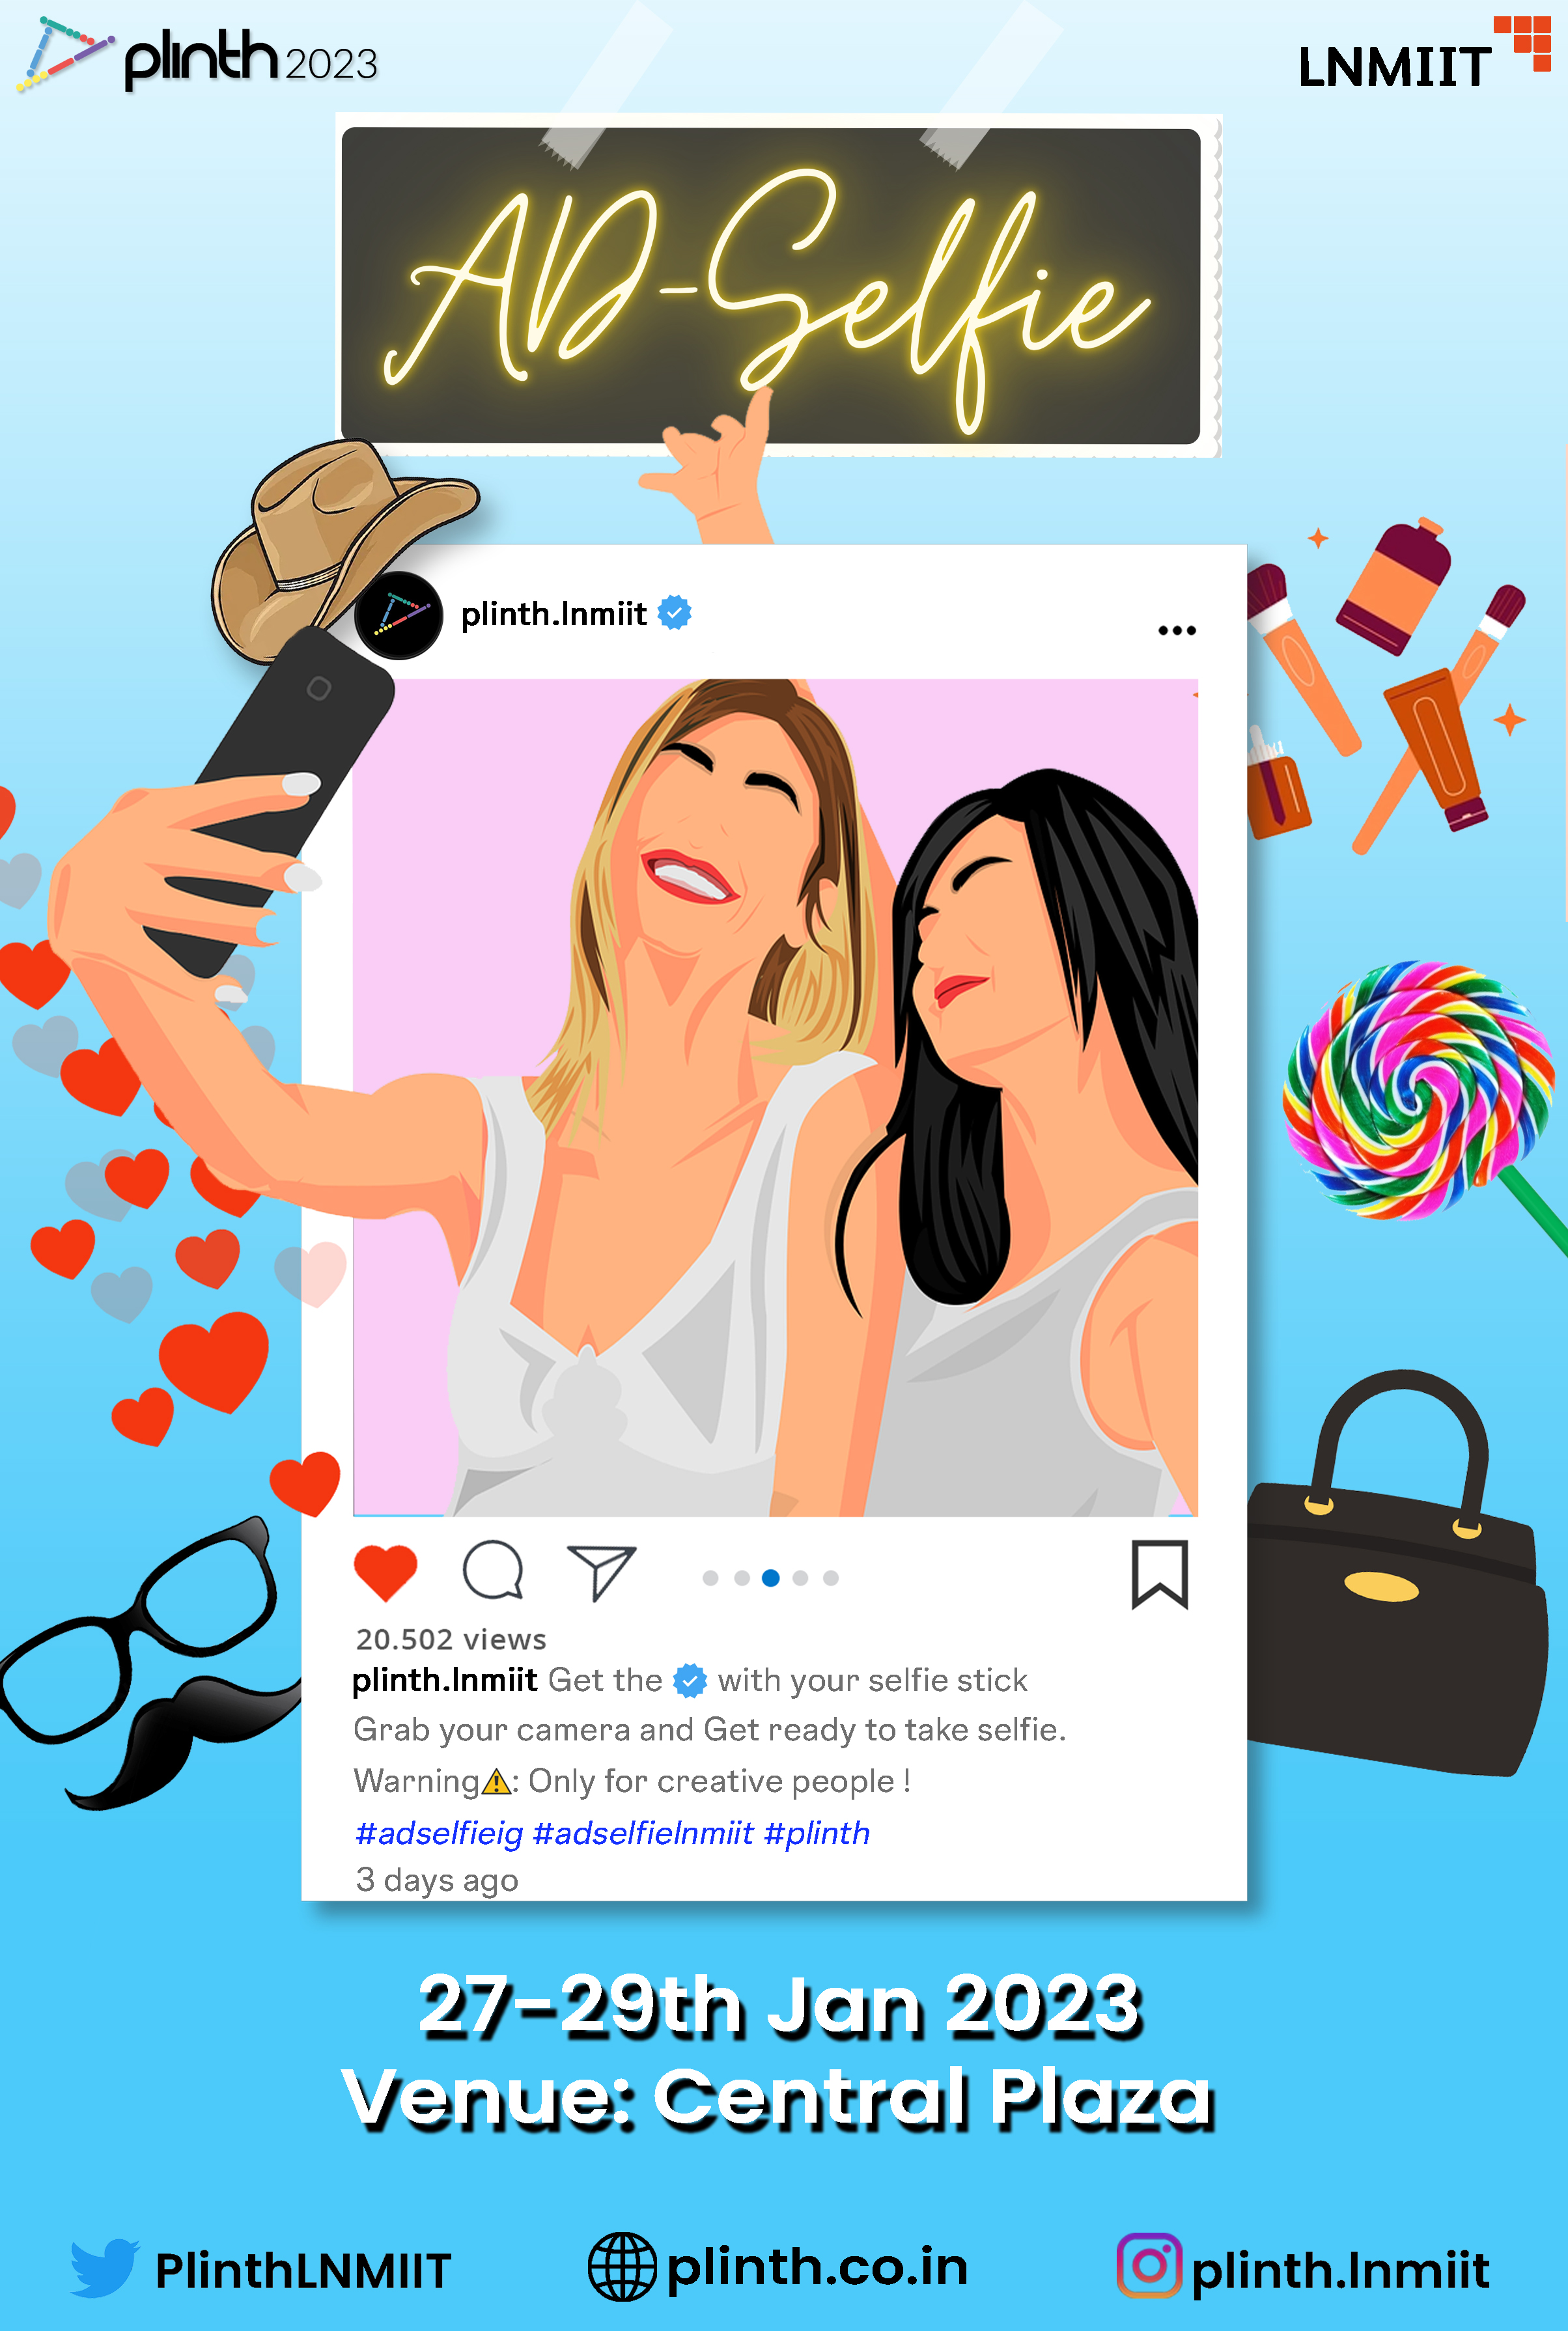 plinth 2023
LNMIIT
AD-Selfie
plinth.lnmiit
20.502 views
plinth.lnmiit Get the with your selfie stick
Grab your camera and Get ready to take selfie.
Warning⚠: Only for creative people !
#adselfieig #adselfielnmiit #plinth
3 days ago
27-29th Jan 2023
Venue: Central Plaza
PlinthLNMIIT
plinth.co.in
plinth.lnmiit